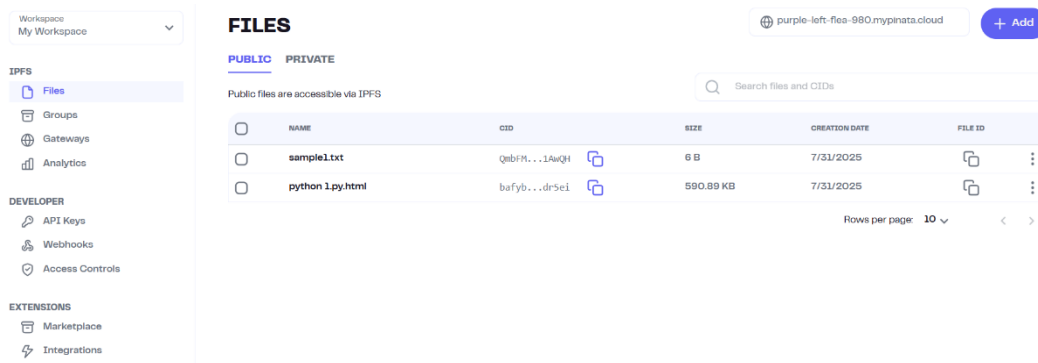 Workspace
My Workspace
IPFS
Files
Groups
Gateways
Analytics
DEVELOPER
API Keys
Webhooks
Access Controls
EXTENSIONS
Marketplace
Integrations
FILES
purple-left-flea-980.mypinata.cloud
+ Add
PUBLIC PRIVATE
Public files are accessible via IPFS
Search files and CIDs
NAME CID SIZE CREATION DATE FILE ID
sample1.txt QmbFM...1AwQH 6 B 7/31/2025
python 1.py.html bafyb...dr5ei 590.89 KB 7/31/2025
Rows per page: 10